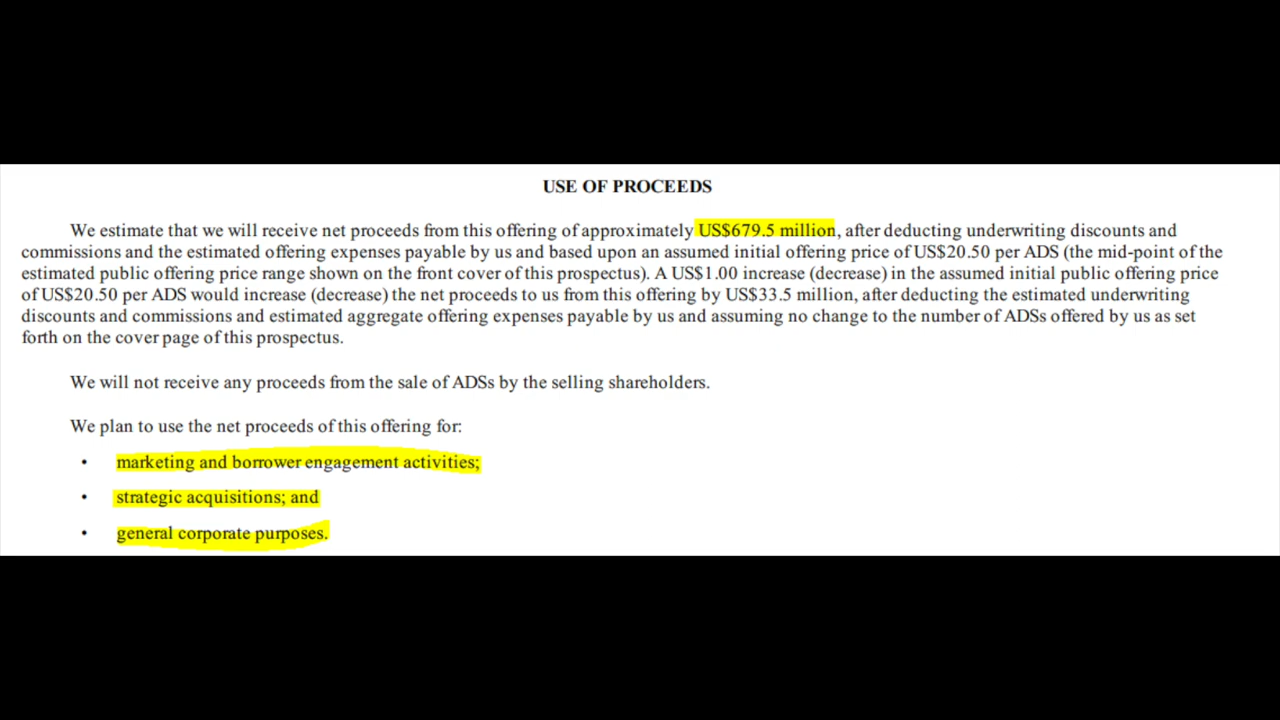 USE OF PROCEEDS
We estimate that we will receive net proceeds from this offering of approximately US$679.5 million, after deducting underwriting discounts and
commissions and the estimated offering expenses payable by us and based upon an assumed initial offering price of US$20.50 per ADS (the mid-point of the
estimated public offering price range shown on the front cover of this prospectus). A US$1.00 increase (decrease) in the assumed initial public offering price
of US$20.50 per ADS would increase (decrease) the net proceeds to us from this offering by US$33.5 million, after deducting the estimated underwriting
discounts and commissions and estimated aggregate offering expenses payable by us and assuming no change to the number of ADSs offered by us as set
forth on the cover page of this prospectus.
We will not receive any proceeds from the sale of ADSs by the selling shareholders.
We plan to use the net proceeds of this offering for:
• marketing and borrower engagement activities;
• strategic acquisitions; and
• general corporate purposes.